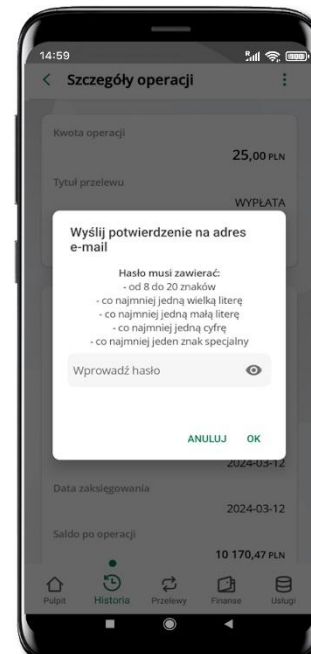 14:59
Szczegóły operacji
Kwota operacji
25,00 PLN
Tytuł przelewu
WYPŁATA
Wyślij potwierdzenie na adres
e-mail
Hasło musi zawierać:
- od 8 do 20 znaków
- co najmniej jedną wielką literę
- co najmniej jedną małą literę
- co najmniej jedną cyfrę
- co najmniej jeden znak specjalny
Wprowadź hasło
ANULUJ OK
2024-03-12
Data zaksięgowania
2024-03-12
Saldo po operacji
10 170,47 PLN
Pulpit Historia Przelewy Finanse Usługi